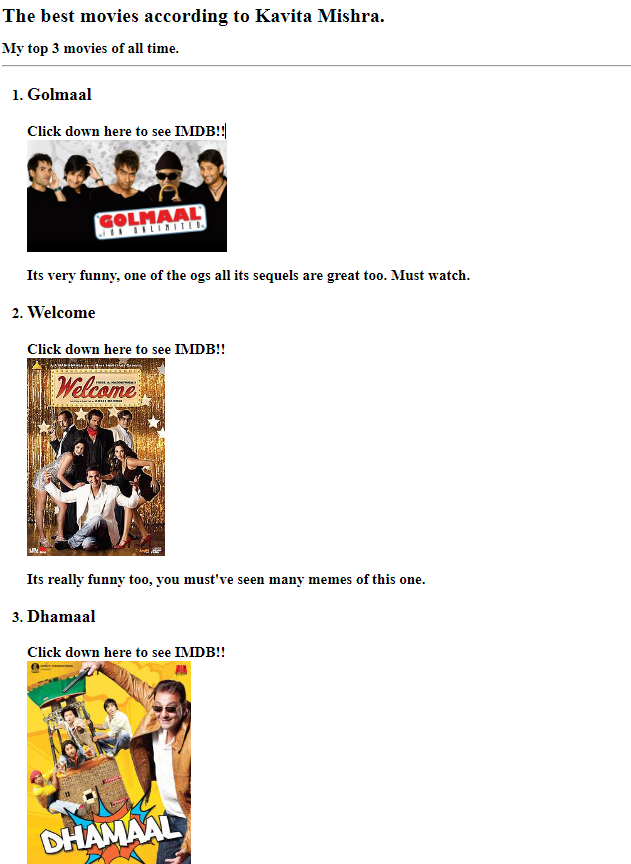 The best movies according to Kavita Mishra.
My top 3 movies of all time.
1. Golmaal
Click down here to see IMDB!!
GOLMAAL
FUN UNLIMITED
Its very funny, one of the ogs all its sequels are great too. Must watch.
2. Welcome
Click down here to see IMDB!!
Welcome
Its really funny too, you must've seen many memes of this one.
3. Dhamaal
Click down here to see IMDB!!
DHAMAAL